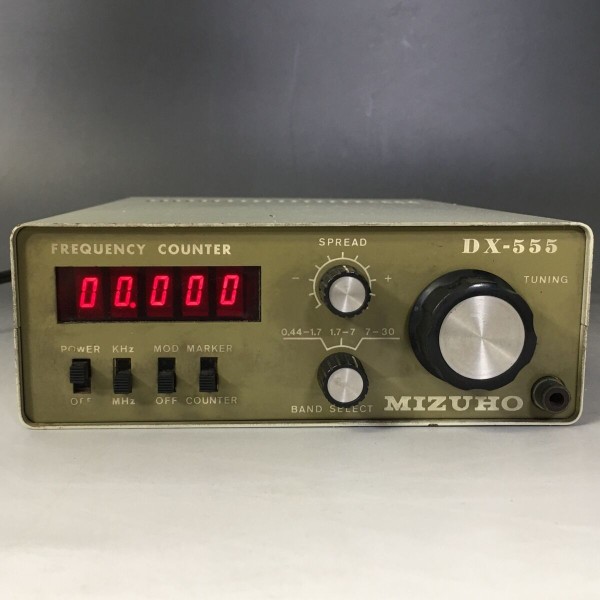 FREQUENCY COUNTER
00.000
POWER KHz MOD MARKER
OFF MHz OFF COUNTER
SPREAD
- +
0,44-1.7 1.7-7 7-30
BAND SELECT
DX-555
TUNING
MIZUHO